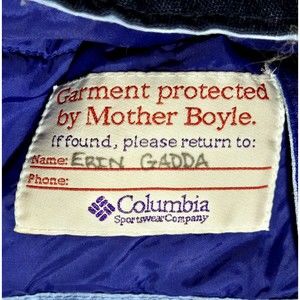 Garment protected
by Mother Boyle.
If found, please return to:
Name: ERIN GADDA
Phone:
Columbia
Sportswear Company